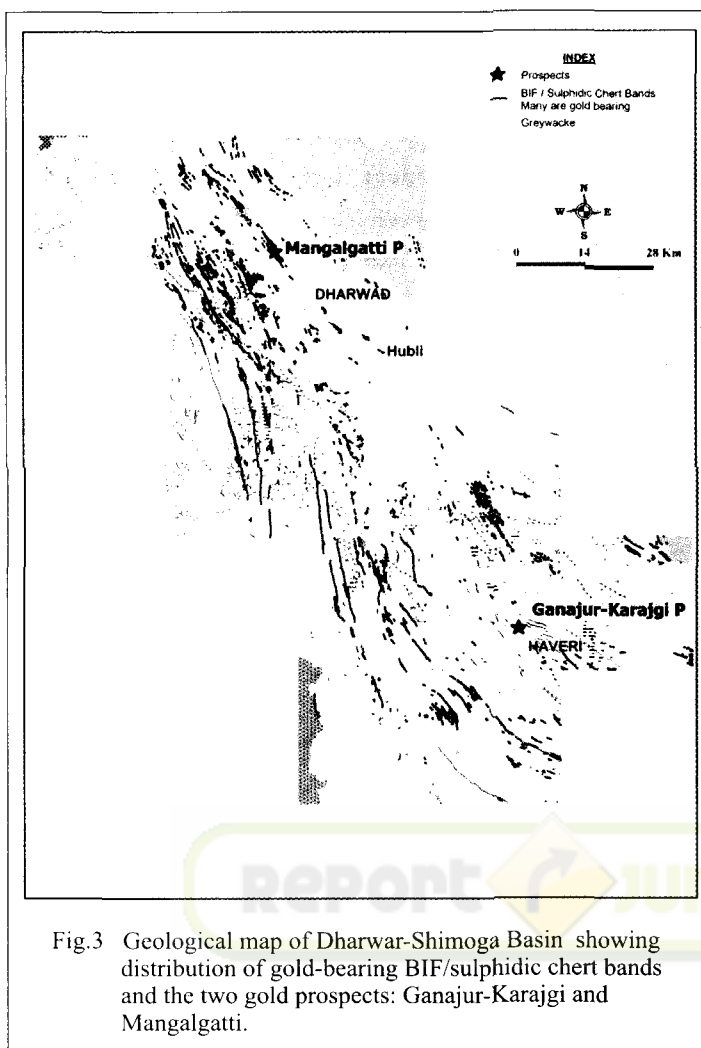 INDEX
Prospects
BIF / Sulphidic Chert Bands
Many are gold bearing
Greywacke
N
W E
S
0 14 28 Km
Mangalgatti P
DHARWAD
Hubli
Ganajur-Karajgi P
HAVERI
Report JUN
Fig.3 Geological map of Dharwar-Shimoga Basin showing
distribution of gold-bearing BIF/sulphidic chert bands
and the two gold prospects: Ganajur-Karajgi and
Mangalgatti.